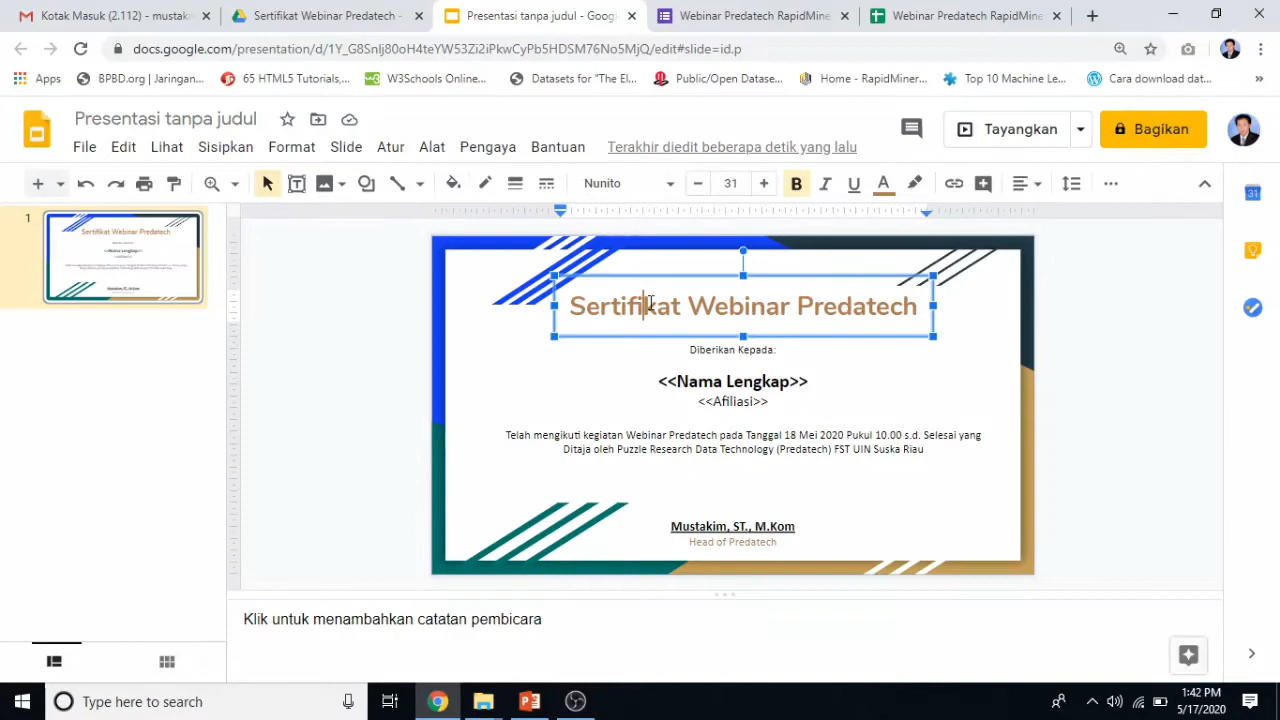 Kotak Masuk (2.112) - mustar
Sertifikat Webinar Predatech
Presentasi tanpa judul - Googl
Webinar Predatech RapidMiner
Webinar Predatech RapidMine
docs.google.com/presentation/d/1Y_G8SnIj80oH4teYW53Zi2iPkwCyPb5HDSM76No5MjQ/edit#slide=id.p
Apps
BPBD.org | Jaringan...
65 HTML5 Tutorials,...
W3Schools Onlin...
Datasets for "The El...
Public/Open Datase...
Home - RapidMiner...
Top 10 Machine Le...
Cara download dat...
Presentasi tanpa judul
Tayangkan
Bagikan
File Edit Lihat Sisipkan Format Slide Atur Alat Pengaya Bantuan Terakhir diedit beberapa detik yang lalu
Nunito
31
B I U A
31
1
Sertifikat Webinar Predatech
Diberikan Kepada:
<<Nama Lengkap>>
<<Afiliasi>>
Telah mengikuti kegiatan Webinar Predatech pada Tanggal 18 Mei 2020 Pukul 10.00 s.d. Selesai yang
Ditaja oleh Puzzle Research Data Technology (Predatech) FST UIN Suska Riau
Mustakim, ST., M.Kom
Head of Predatech
Klik untuk menambahkan catatan pembicara
Type here to search
1:42 PM
5/17/2020